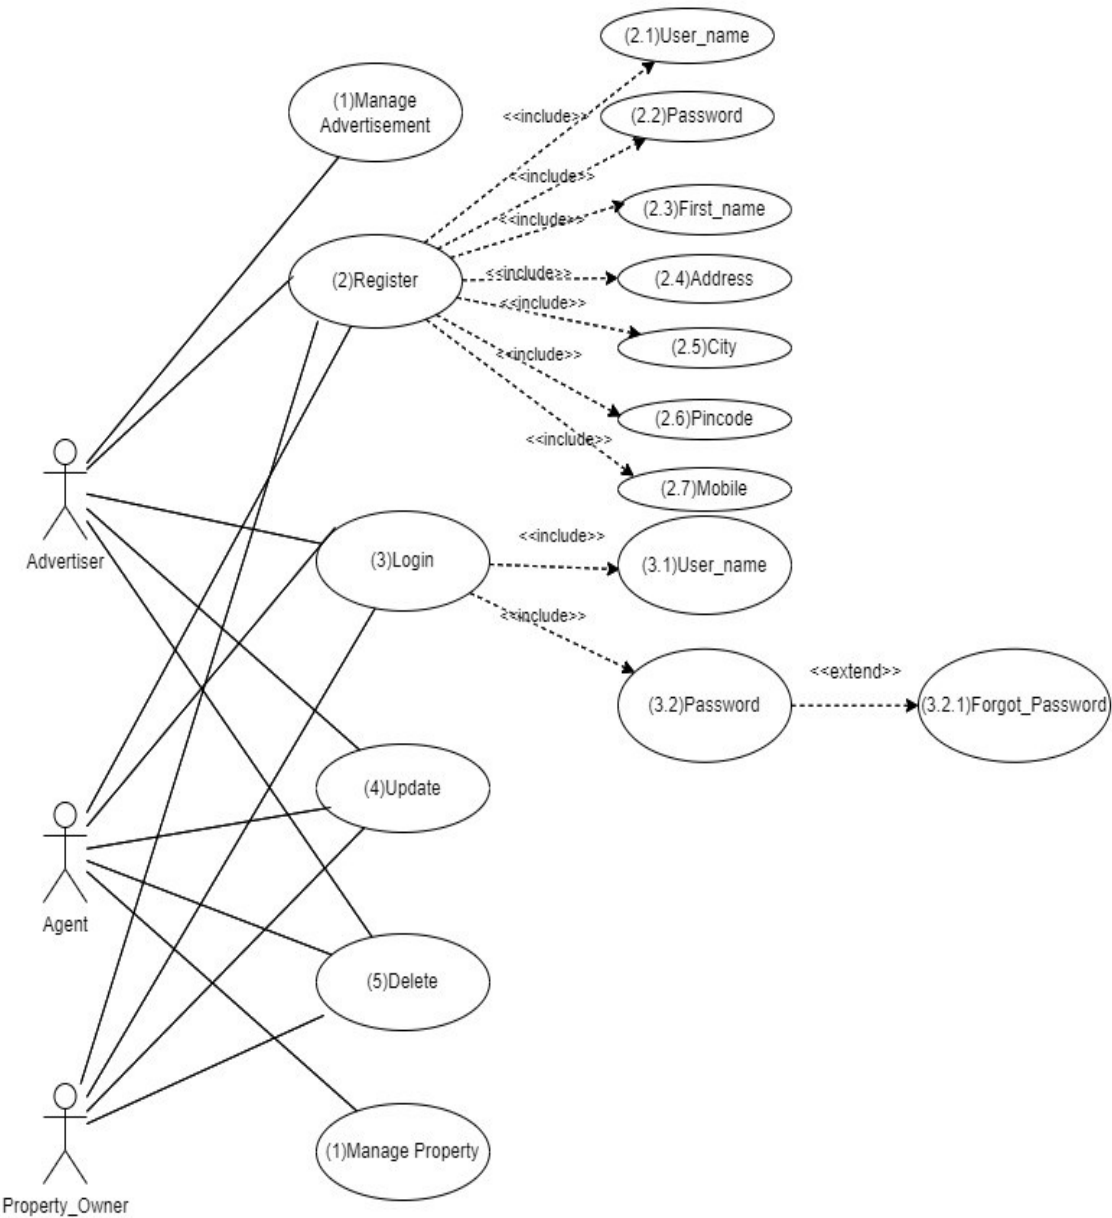 (2.1)User_name
(1)Manage
Advertisement
<<include>>
(2.2)Password
<<include>>
(2.3)First_name
<<include>>
(2)Register
<<include>>
(2.4)Address
<<include>>
(2.5)City
<<include>>
(2.6)Pincode
<<include>>
(2.7)Mobile
Advertiser
(3)Login
<<include>>
(3.1)User_name
<<include>>
(3.2)Password
<<extend>>
(3.2.1)Forgot_Password
(4)Update
Agent
(5)Delete
(1)Manage Property
Property_Owner